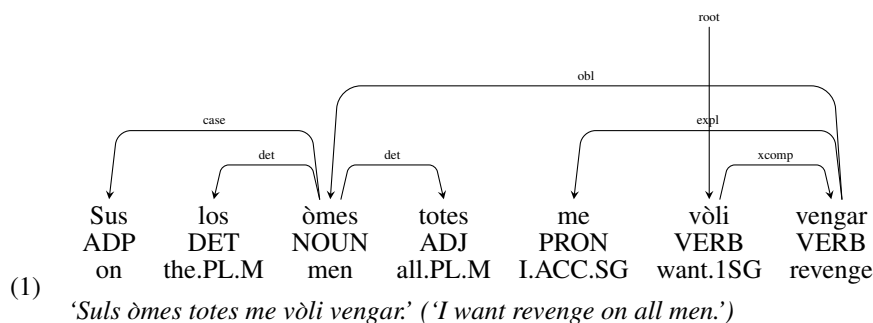 root
obl
case expl
det det xcomp
Sus los òmes totes me vòli vengar
ADP DET NOUN ADJ PRON VERB VERB
on the.PL.M men all.PL.M I.ACC.SG want.1SG revenge
(1)
‘Suls òmes totes me vòli vengar.’ (‘I want revenge on all men.’)